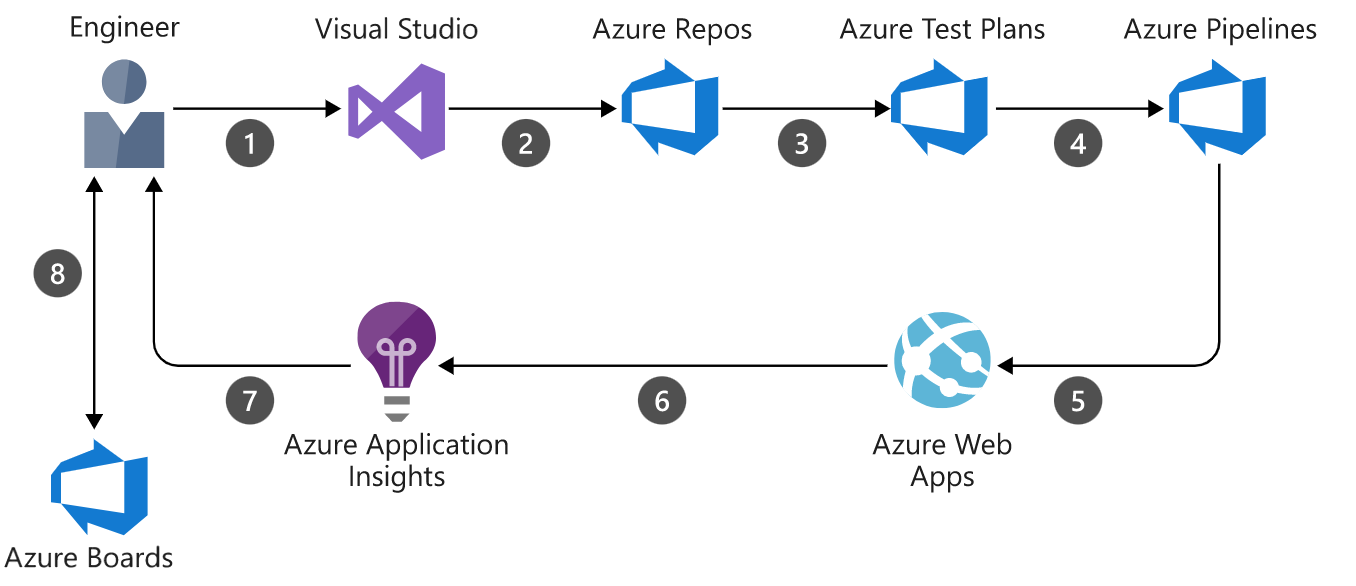 Engineer
Visual Studio
Azure Repos
Azure Test Plans
Azure Pipelines
1
2
3
4
8
7
6
5
Azure Application
Insights
Azure Web
Apps
Azure Boards